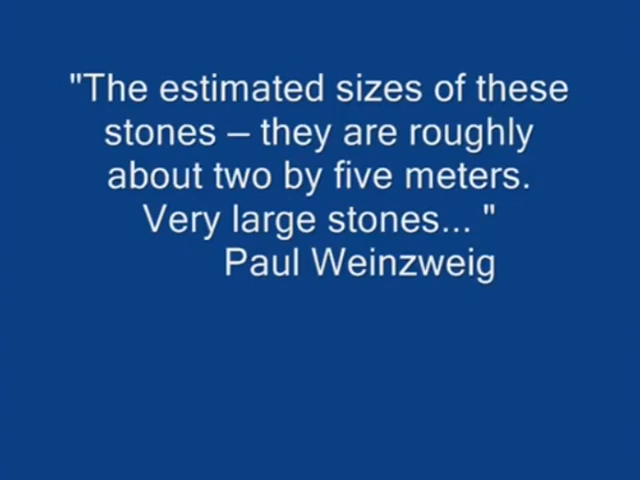 "The estimated sizes of these
stones – they are roughly
about two by five meters.
Very large stones... "
Paul Weinzweig